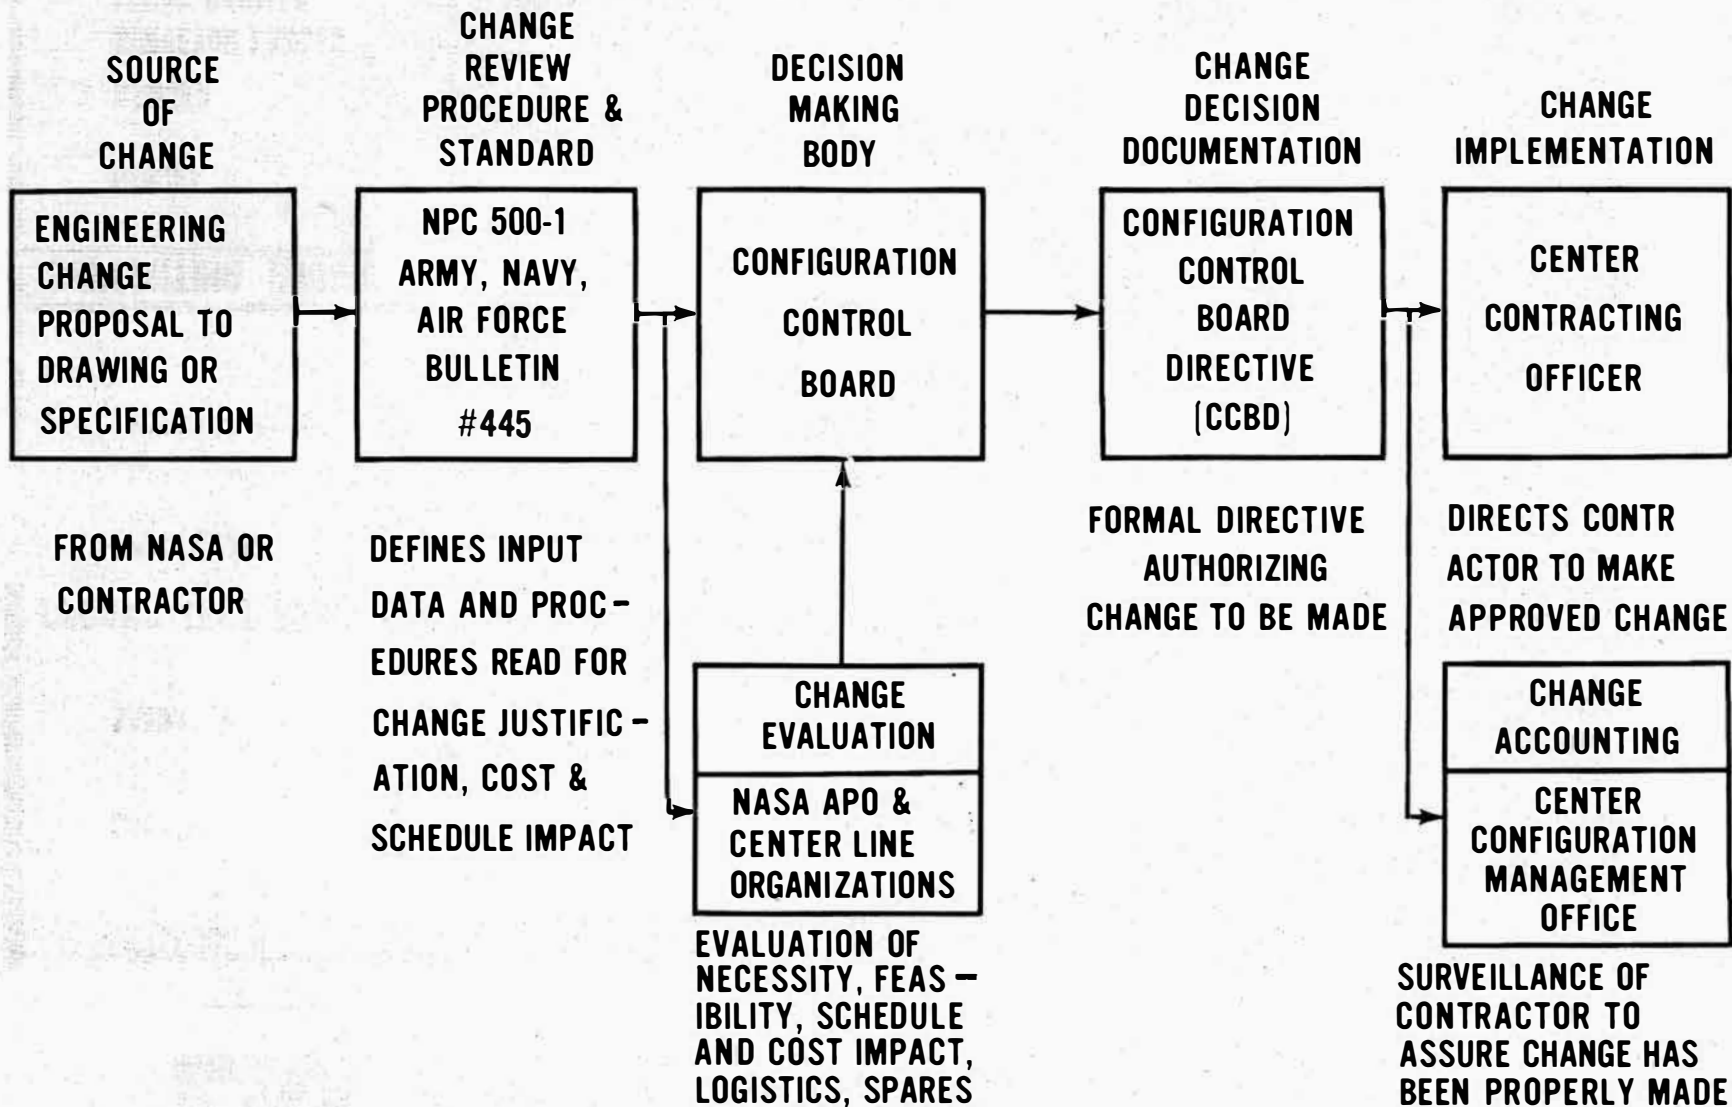 SOURCE
OF
CHANGE
ENGINEERING
CHANGE
PROPOSAL TO
DRAWING OR
SPECIFICATION
FROM NASA OR
CONTRACTOR
CHANGE
REVIEW
PROCEDURE &
STANDARD
NPC 500-1
ARMY, NAVY,
AIR FORCE
BULLETIN
#445
DEFINES INPUT
DATA AND PROC-
EDURES READ FOR
CHANGE JUSTIFIC-
ATION, COST &
SCHEDULE IMPACT
DECISION
MAKING
BODY
CONFIGURATION
CONTROL
BOARD
CHANGE
EVALUATION
NASA APO &
CENTER LINE
ORGANIZATIONS
EVALUATION OF
NECESSITY, FEAS-
IBILITY, SCHEDULE
AND COST IMPACT,
LOGISTICS, SPARES
CHANGE
DECISION
DOCUMENTATION
CONFIGURATION
CONTROL
BOARD
DIRECTIVE
(CCBD)
FORMAL DIRECTIVE
AUTHORIZING
CHANGE TO BE MADE
CHANGE
IMPLEMENTATION
CENTER
CONTRACTING
OFFICER
DIRECTS CONTR
ACTOR TO MAKE
APPROVED CHANGE
CHANGE
ACCOUNTING
CENTER
CONFIGURATION
MANAGEMENT
OFFICE
SURVEILLANCE OF
CONTRACTOR TO
ASSURE CHANGE HAS
BEEN PROPERLY MADE